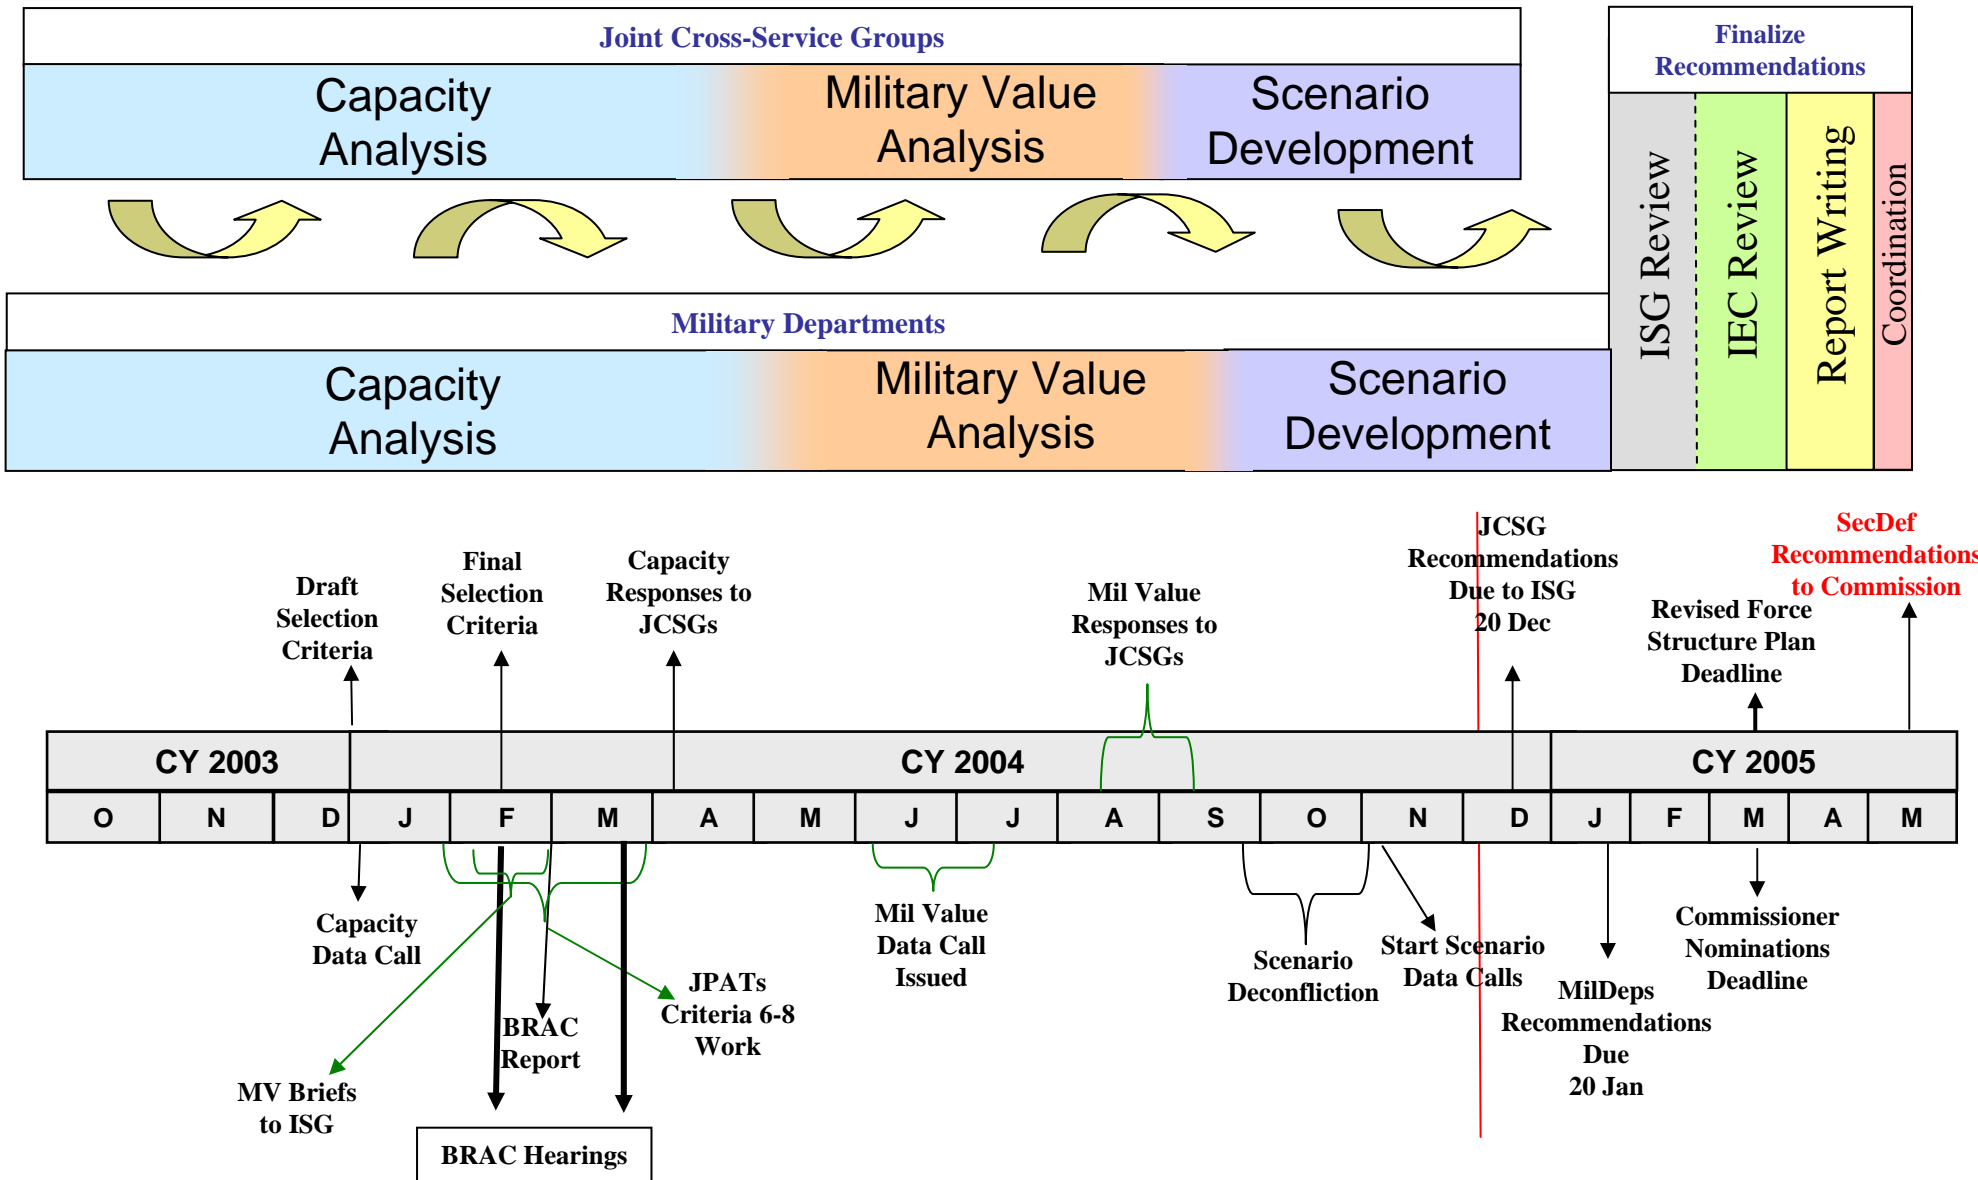 Joint Cross-Service Groups
Capacity
Analysis
Military Value
Analysis
Scenario
Development
Finalize
Recommendations
ISG Review
IEC Review
Report Writing
Coordination
Military Departments
Capacity
Analysis
Military Value
Analysis
Scenario
Development
Draft
Selection
Criteria
Final
Selection
Criteria
Capacity
Responses to
JCSGs
Mil Value
Responses to
JCSGs
JCSG
Recommendations
Due to ISG
20 Dec
Revised Force
Structure Plan
Deadline
SecDef
Recommendations
to Commission
CY 2003
CY 2004
CY 2005
O N D J F M A M J J A S O N D J F M A M
Capacity
Data Call
MV Briefs
to ISG
BRAC
Report
BRAC Hearings
JPATs
Criteria 6-8
Work
Mil Value
Data Call
Issued
Scenario
Deconfliction
Start Scenario
Data Calls
MilDeps
Recommendations
Due
20 Jan
Commissioner
Nominations
Deadline